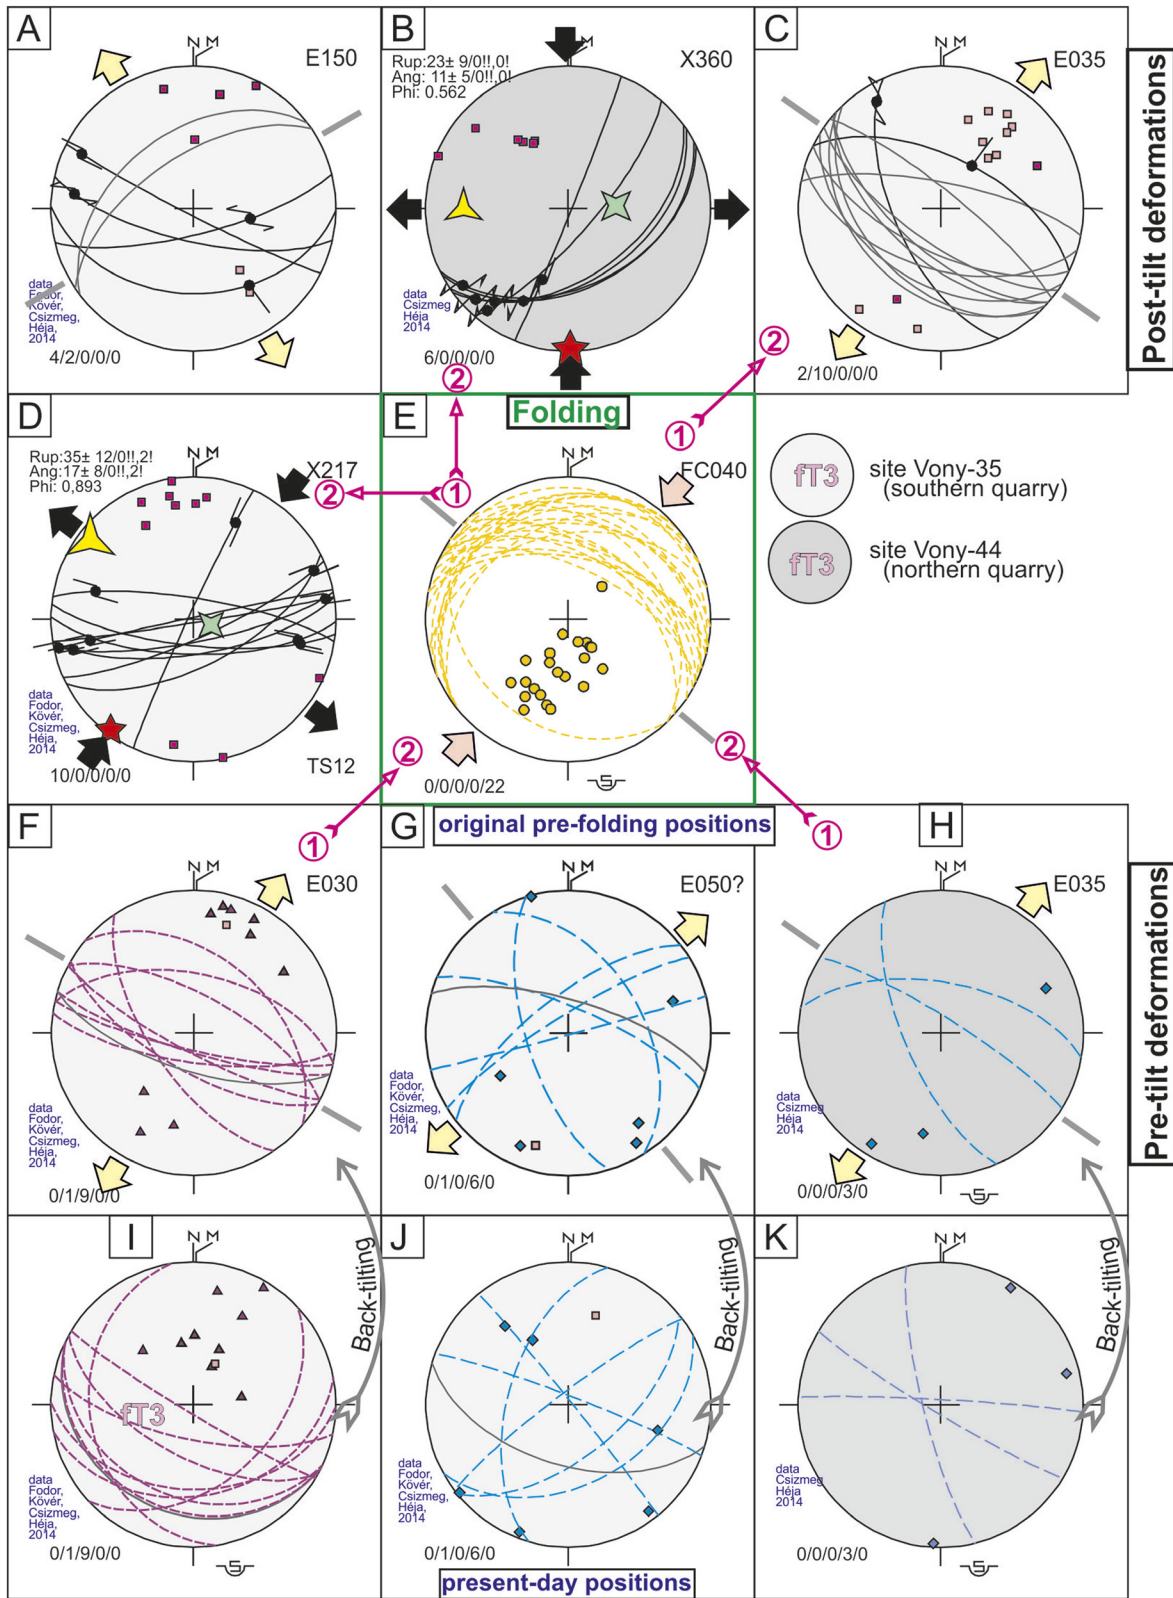 A
N M
E150
data
Fodor,
Kövér,
Csizmeg,
Héja,
2014
4/2/0/0/0
B
Rup:23± 9/0!!,0!
Ang: 11± 5/0!!,0!
Phi: 0.562
M
X360
data
Csizmeg
Héja
2014
6/0/0/0/0
2
C
N M
E035
2
2/10/0/0/0
1
Post-tilt deformations
D
Rup:35± 12/0!!,2!
Ang:17± 8/0!!,2!
Phi: 0,893
N M
X217
2
1
data
Fodor,
Kövér,
Csizmeg,
Héja,
2014
10/0/0/0/0
TS12
2
E
Folding
N M
FC040
0/0/0/0/22
S
2
fT3
site Vony-35
(southern quarry)
fT3
site Vony-44
(northern quarry)
F
1
N M
E030
data
Fodor,
Kövér,
Csizmeg,
Héja,
2014
0/1/9/0/0
G
original pre-folding positions
N M
E050?
data
Fodor,
Kövér,
Csizmeg,
Héja,
2014
0/1/0/6/0
1
H
N M
E035
data
Csizmeg
Héja
2014
0/0/0/3/0
S
Pre-tilt deformations
I
N M
fT3
data
Fodor,
Kövér,
Csizmeg,
Héja,
2014
0/1/9/0/0
S
Back-tilting
J
N M
data
Fodor,
Kövér,
Csizmeg,
Héja,
2014
0/1/0/6/0
present-day positions
Back-tilting
K
N M
data
Csizmeg
Héja
2014
0/0/0/3/0
S
Back-tilting